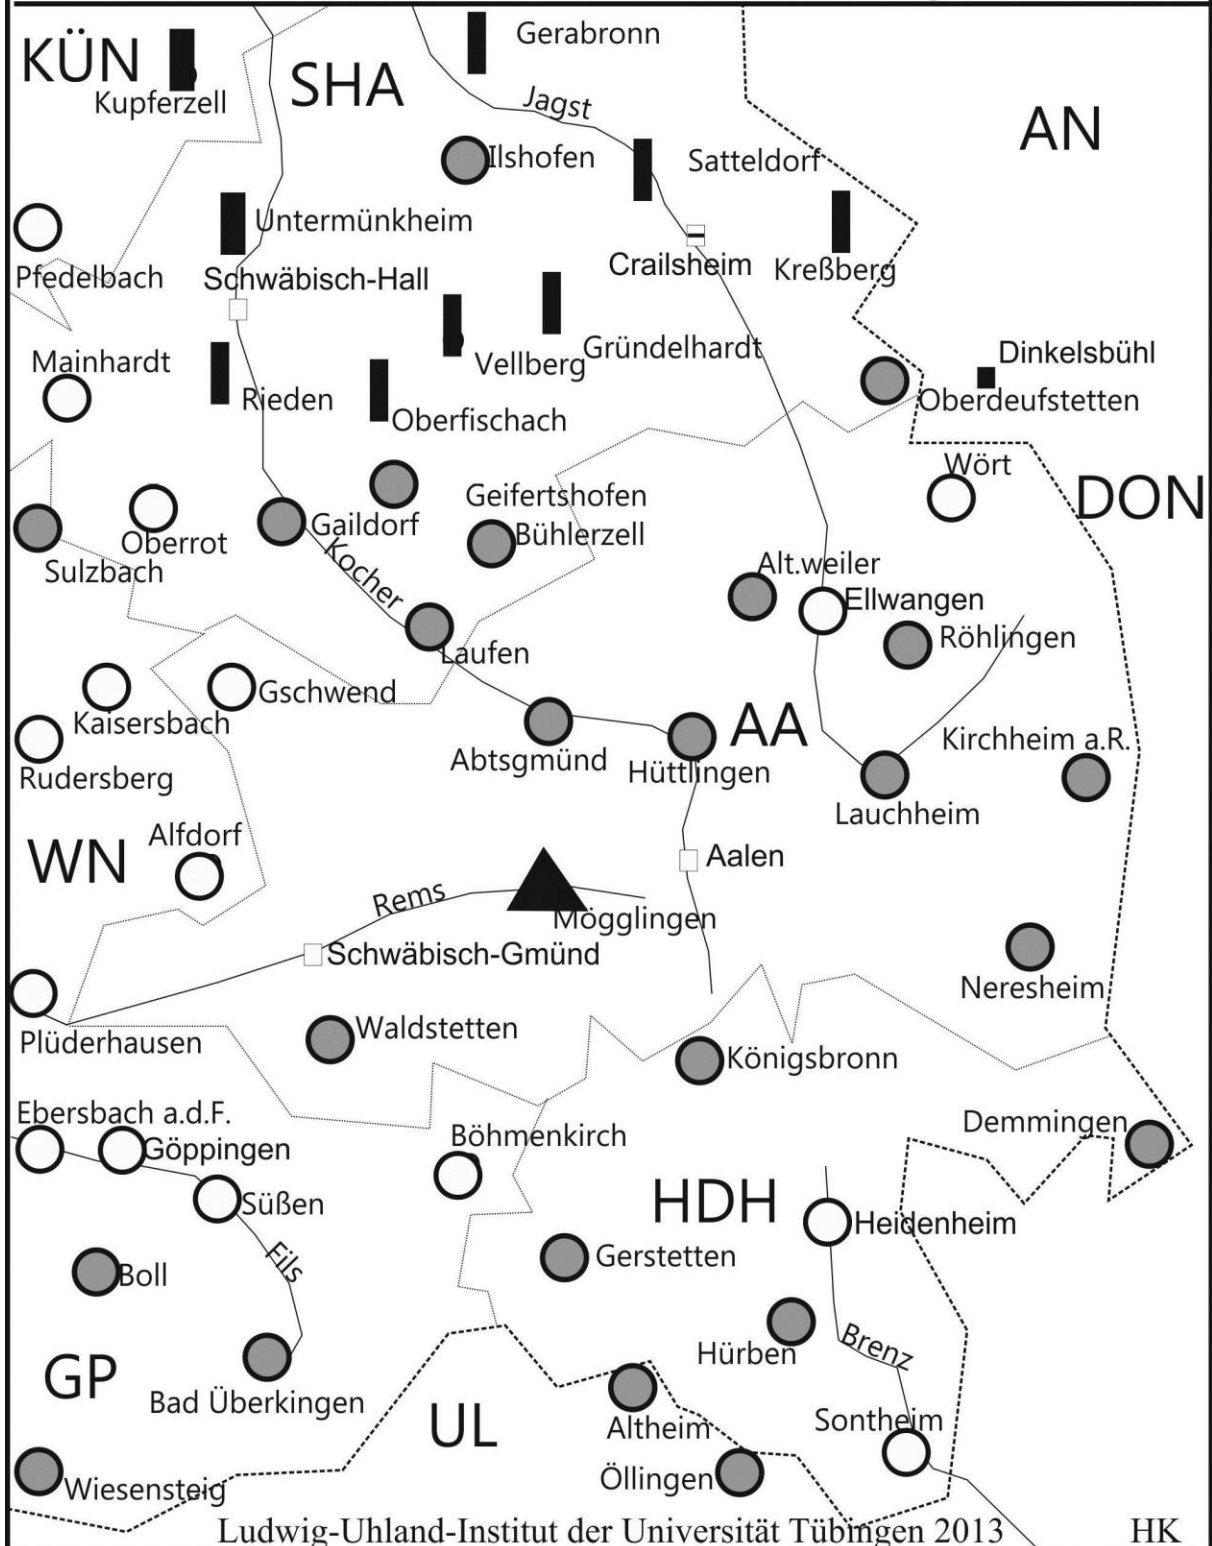 Gerabronn
KÜN
SHA
Kupferzell
Jagst
AN
Ilshofen
Satteldorf
Untermünkheim
Crailsheim
Kreßberg
Pfedelbach
Schwäbisch-Hall
Mainhardt
Vellberg
Gründelhardt
Dinkelsbühl
Rieden
Oberfischach
Oberdeufstetten
Wört
Geifertshofen
DON
Gaildorf
Bühlerzell
Oberrot
Sulzbach
Kocher
Alt.weiler
Ellwangen
Röhlingen
Laufen
Gschwend
Kaisersbach
AA
Rudersberg
Abtsgmünd
Hüttlingen
Kirchheim a.R.
Lauchheim
Alfdorf
WN
Aalen
Rems
Mögglingen
Schwäbisch-Gmünd
Neresheim
Plüderhausen
Waldstetten
Königsbronn
Ebersbach a.d.F.
Göppingen
Böhmenkirch
Demmingen
Süßen
HDH
Heidenheim
Fils
Boll
Gerstetten
Hürben
Brenz
GP
Bad Überkingen
UL
Altheim
Sontheim
Öllingen
Wiesensteig
Ludwig-Uhland-Institut der Universität Tübingen 2013
HK